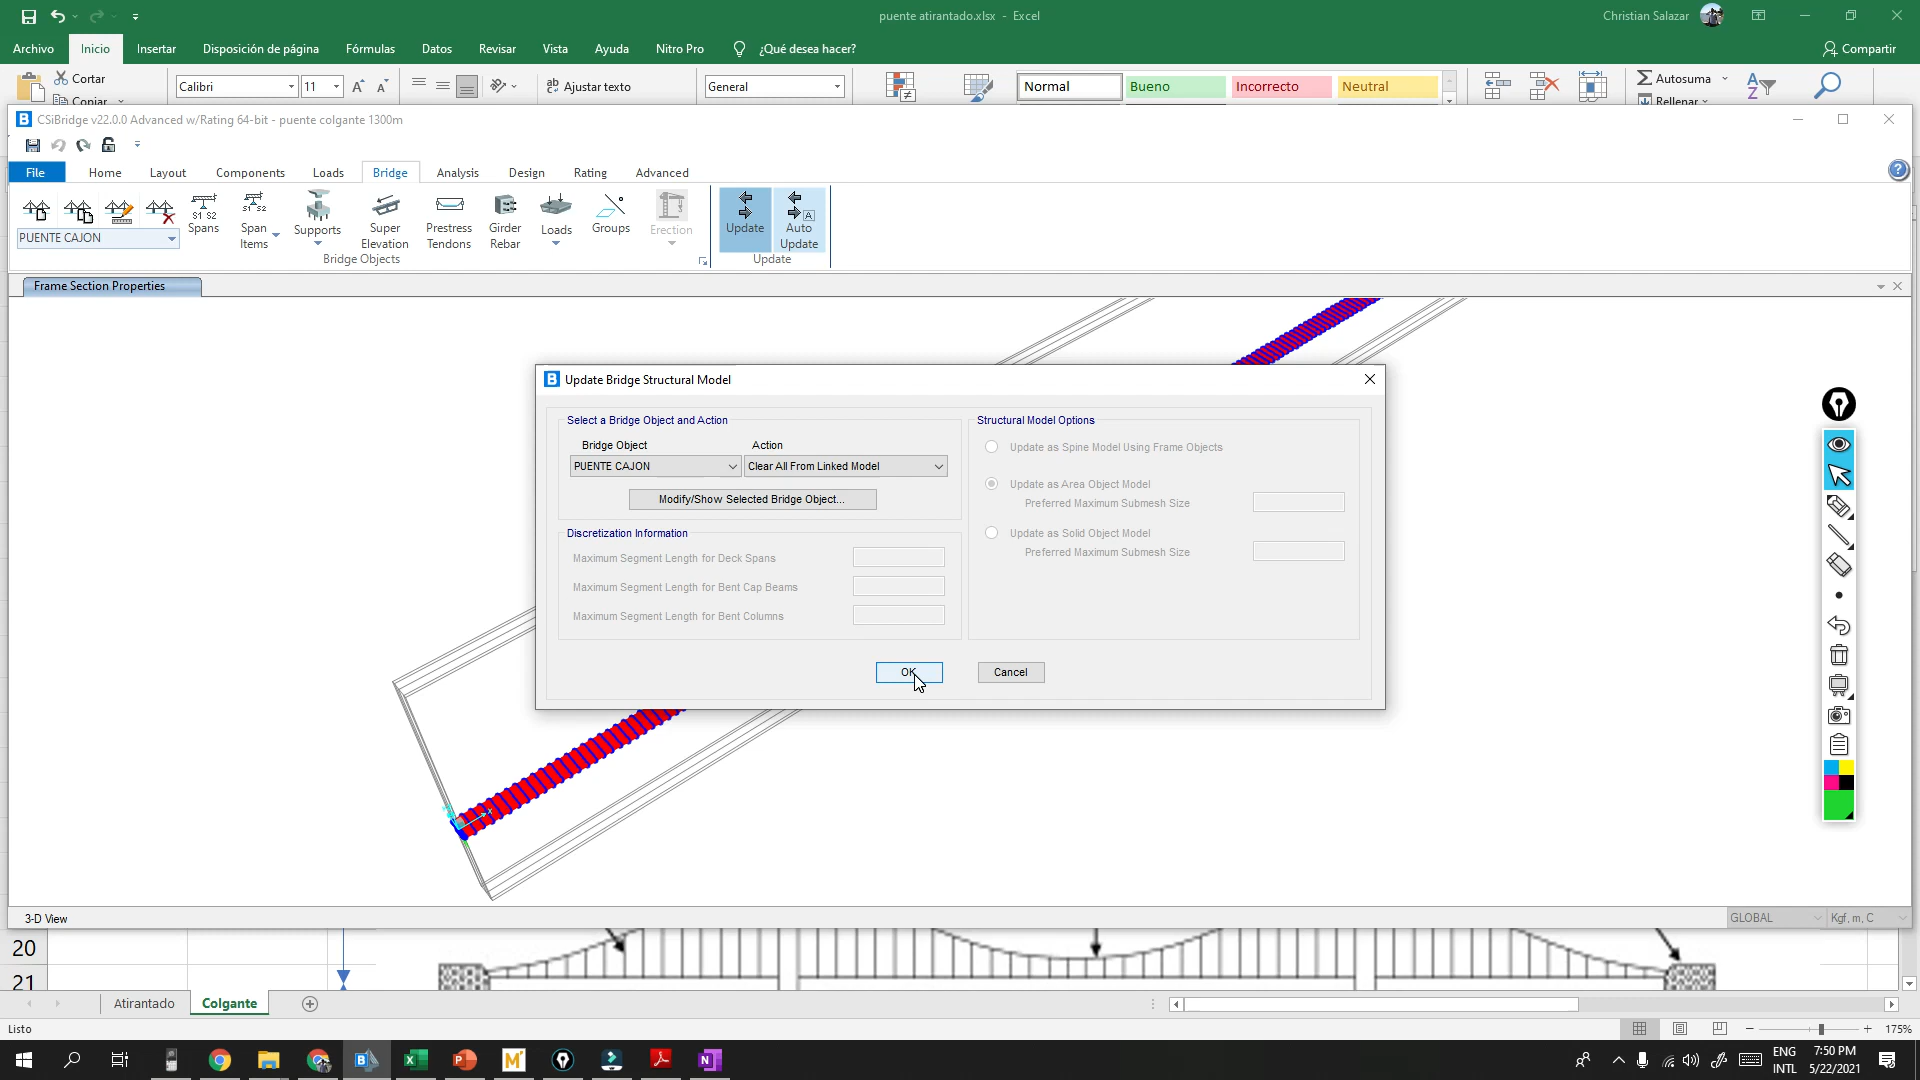 puente atirantado.xlsx - Excel
Christian Salazar
Archivo
Inicio
Insertar
Disposición de página
Fórmulas
Datos
Revisar
Vista
Ayuda
Nitro Pro
¿Qué desea hacer?
Compartir
Cortar
Copiar
Calibri
11
Ajustar texto
General
Normal
Bueno
Incorrecto
Neutral
Autosuma
Rellenar
CSiBridge v22.0.0 Advanced w/Rating 64-bit - puente colgante 1300m
File
Home
Layout
Components
Loads
Bridge
Analysis
Design
Rating
Advanced
PUENTE CAJON
Spans
Span Items
Supports
Super Elevation
Prestress Tendons
Girder Rebar
Loads
Groups
Erection
Update
Auto Update
Bridge Objects
Update
Frame Section Properties
Update Bridge Structural Model
Select a Bridge Object and Action
Bridge Object
Action
PUENTE CAJON
Clear All From Linked Model
Modify/Show Selected Bridge Object...
Discretization Information
Maximum Segment Length for Deck Spans
Maximum Segment Length for Bent Cap Beams
Maximum Segment Length for Bent Columns
Structural Model Options
Update as Spine Model Using Frame Objects
Update as Area Object Model
Preferred Maximum Submesh Size
Update as Solid Object Model
Preferred Maximum Submesh Size
OK
Cancel
3-D View
GLOBAL
Kgf, m, C
20
21
Atirantado
Colgante
Listo
175%
ENG
INTL
7:50 PM
5/22/2021